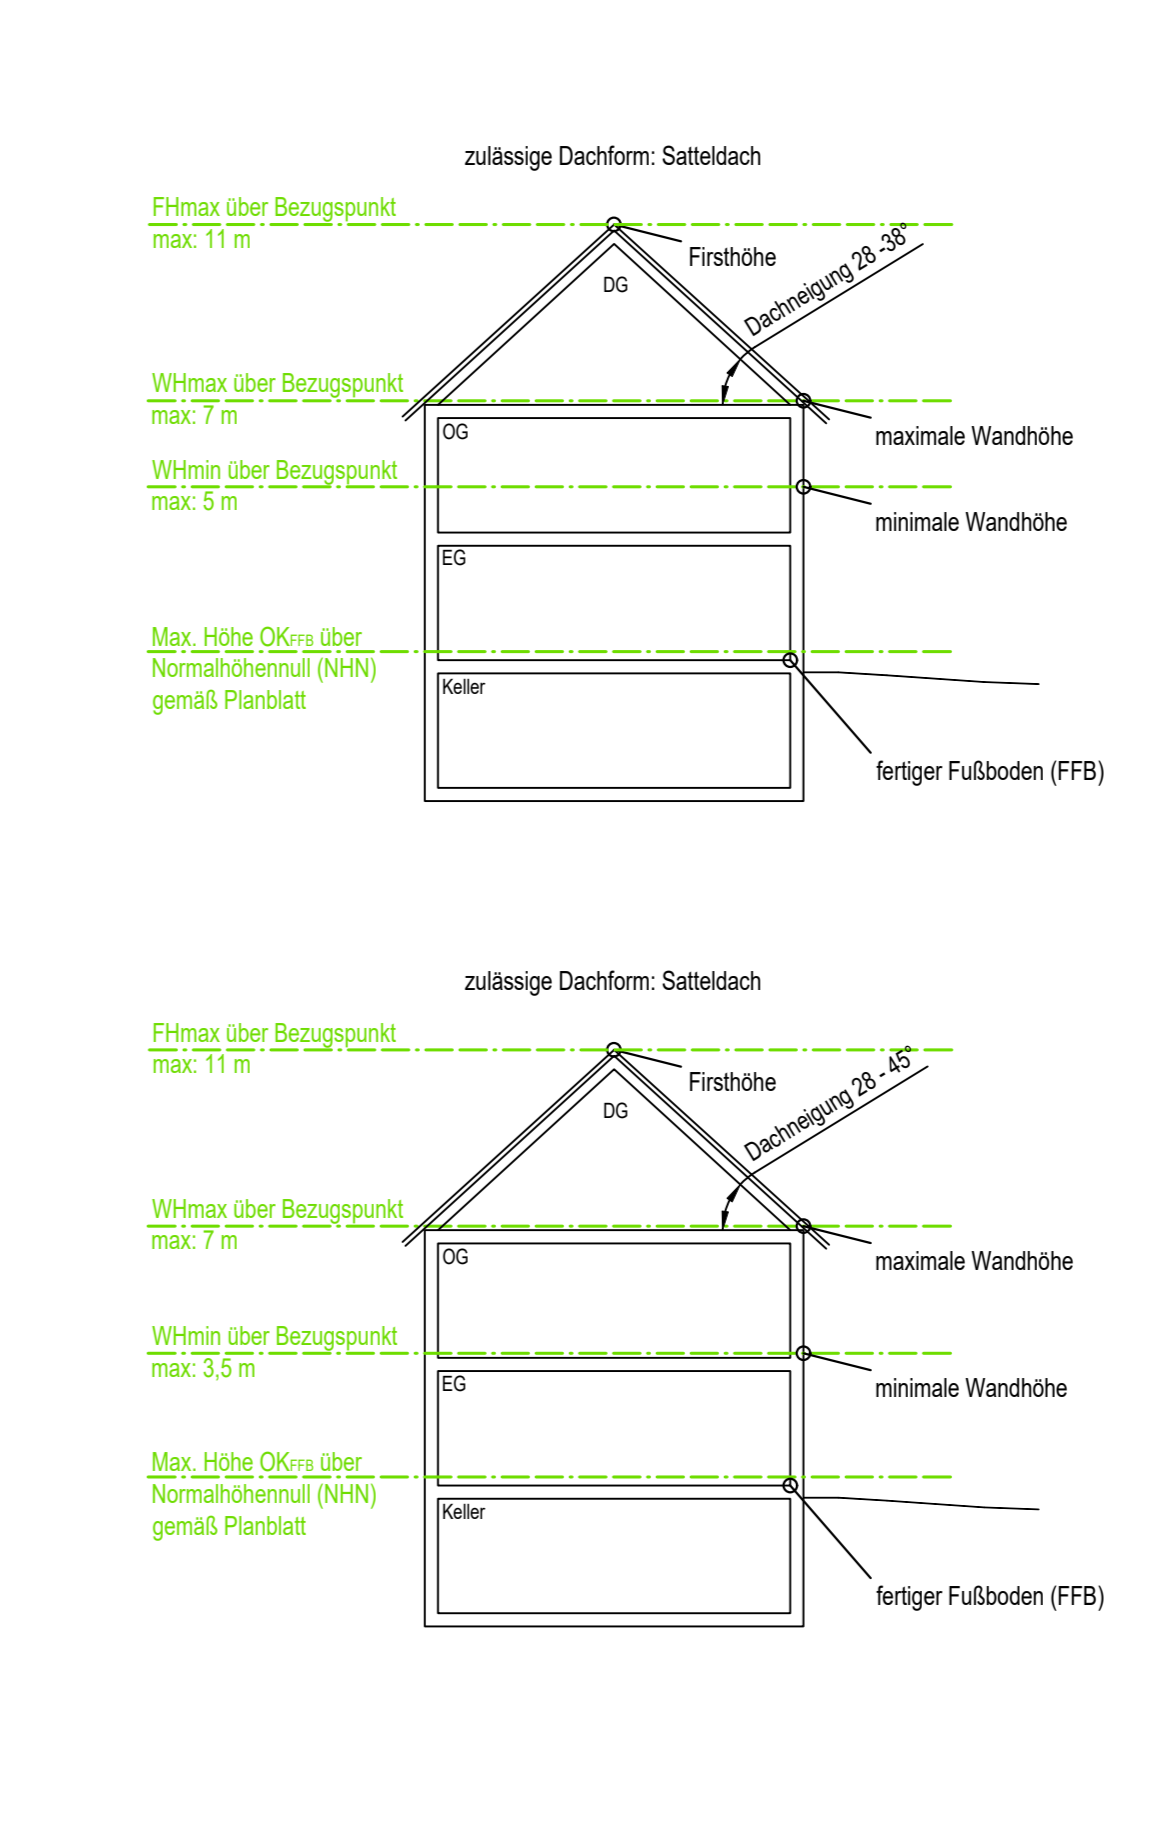 zulässige Dachform: Satteldach
FHmax über Bezugspunkt
max: 11 m
Firsthöhe
DG
Dachneigung 28 -38°
WHmax über Bezugspunkt
max: 7 m
maximale Wandhöhe
OG
WHmin über Bezugspunkt
max: 5 m
minimale Wandhöhe
EG
Max. Höhe OKFFB über
Normalhöhennull (NHN)
gemäß Planblatt
Keller
fertiger Fußboden (FFB)
zulässige Dachform: Satteldach
FHmax über Bezugspunkt
max: 11 m
Firsthöhe
DG
Dachneigung 28 - 45°
WHmax über Bezugspunkt
max: 7 m
maximale Wandhöhe
OG
WHmin über Bezugspunkt
max: 3,5 m
minimale Wandhöhe
EG
Max. Höhe OKFFB über
Normalhöhennull (NHN)
gemäß Planblatt
Keller
fertiger Fußboden (FFB)